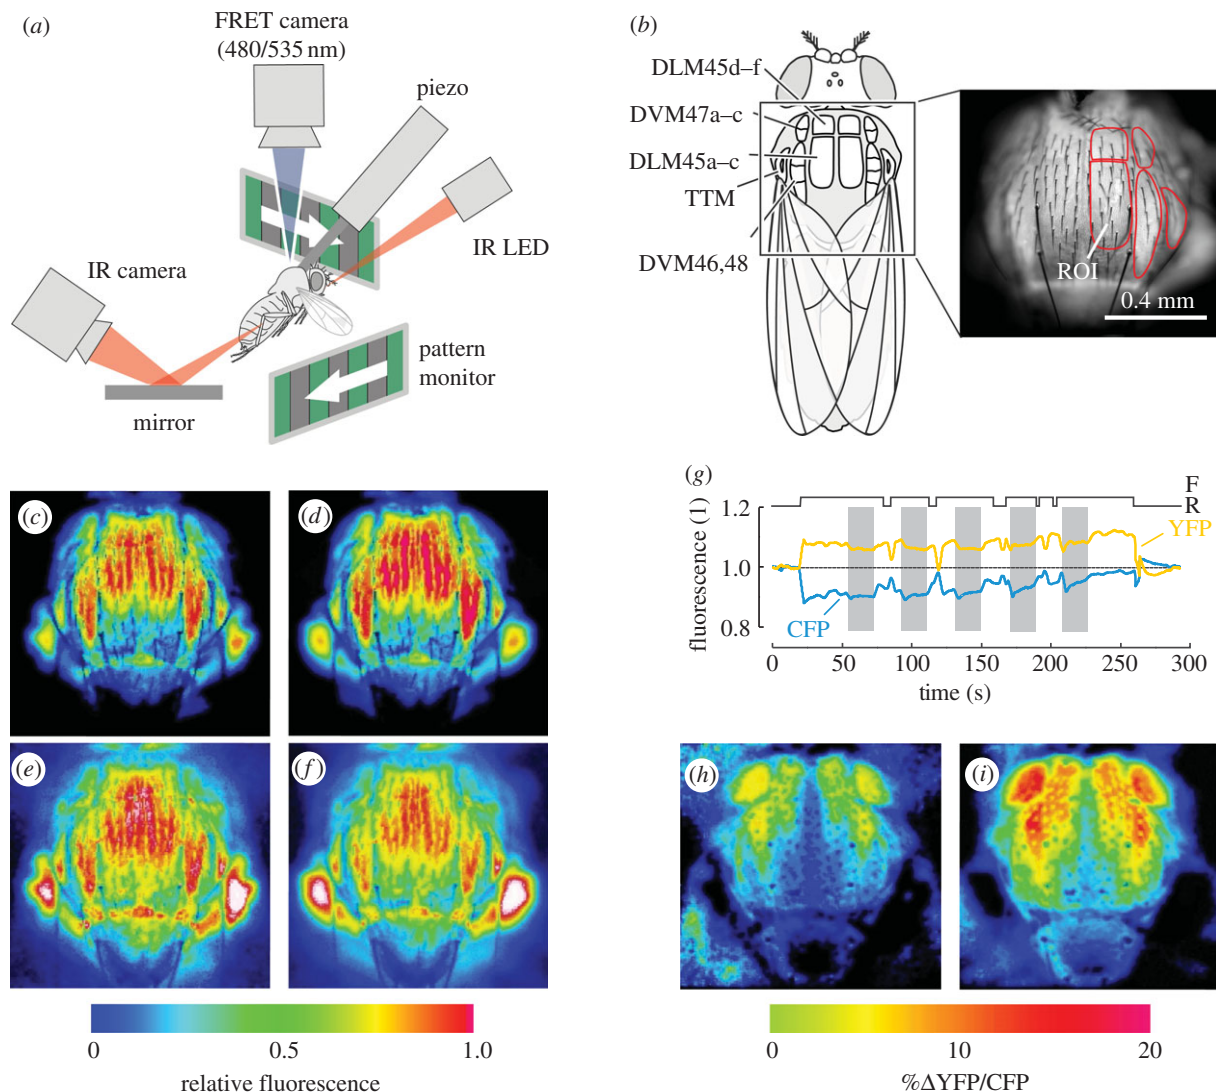 (a)
FRET camera
(480/535 nm)
piezo
IR LED
IR camera
pattern
monitor
mirror
(b)
DLM45d–f
DVM47a–c
DLM45a–c
TTM
DVM46,48
ROI
0.4 mm
(c)
(d)
(e)
(f)
0 0.5 1.0
relative fluorescence
(g)
F
R
1.2
1.0
0.8
fluorescence (1)
YFP
CFP
0 50 100 150 200 250 300
time (s)
(h)
(i)
0 10 20
%ΔYFP/CFP